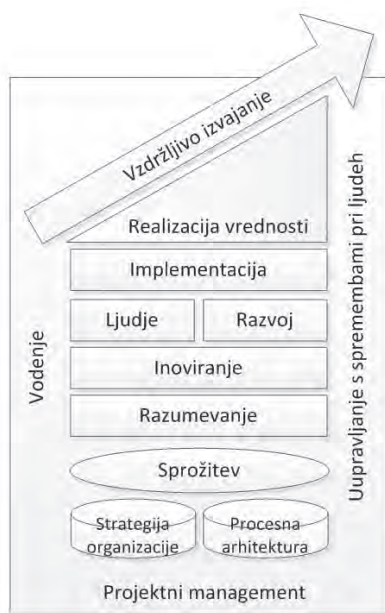 Vzdržljivo izvajanje
Realizacija vrednosti
Implementacija
Ljudje
Razvoj
Inoviranje
Razumevanje
Sprožitev
Strategija
organizacije
Procesna
arhitektura
Projektni management
Vodenje
Uupravljanje s spremembami pri ljudeh